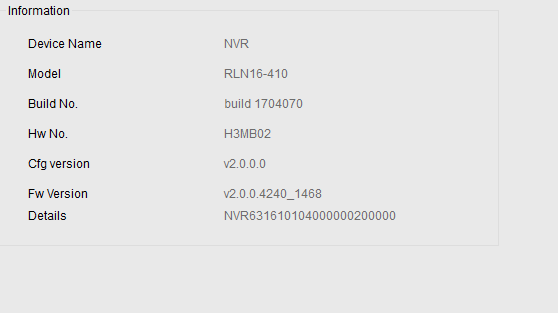 Information
Device Name NVR
Model RLN16-410
Build No. build 1704070
Hw No. H3MB02
Cfg version v2.0.0.0
Fw Version v2.0.0.4240_1468
Details NVR631610104000000200000